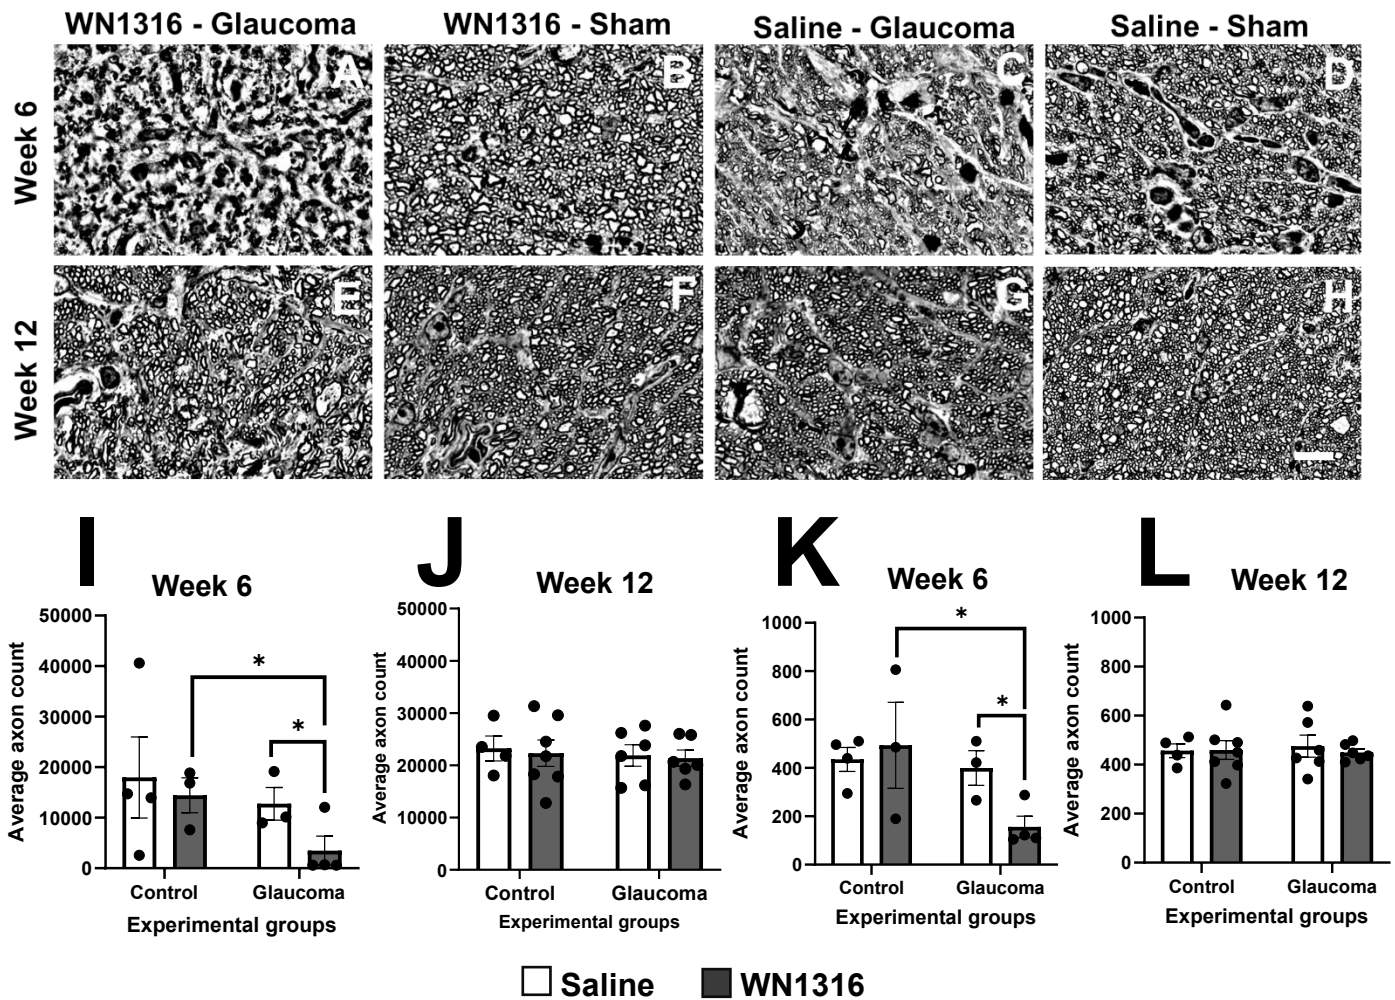 WN1316 - Glaucoma
WN1316 - Sham
Saline - Glaucoma
Saline - Sham
Week 6
A
B
C
D
Week 12
E
F
G
H
I
Week 6
50000
40000
30000
20000
10000
0
Average axon count
*
*
Control
Glaucoma
Experimental groups
J
Week 12
50000
40000
30000
20000
10000
0
Average axon count
Control
Glaucoma
Experimental groups
K
Week 6
1000
800
600
400
200
0
Average axon count
*
*
Control
Glaucoma
Experimental groups
L
Week 12
1000
800
600
400
200
0
Average axon count
Control
Glaucoma
Experimental groups
Saline
WN1316